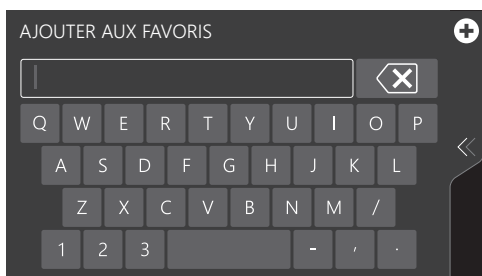 AJOUTER AUX FAVORIS
Q W E R T Y U I O P
A S D F G H J K L
Z X C V B N M /
1 2 3 - , .